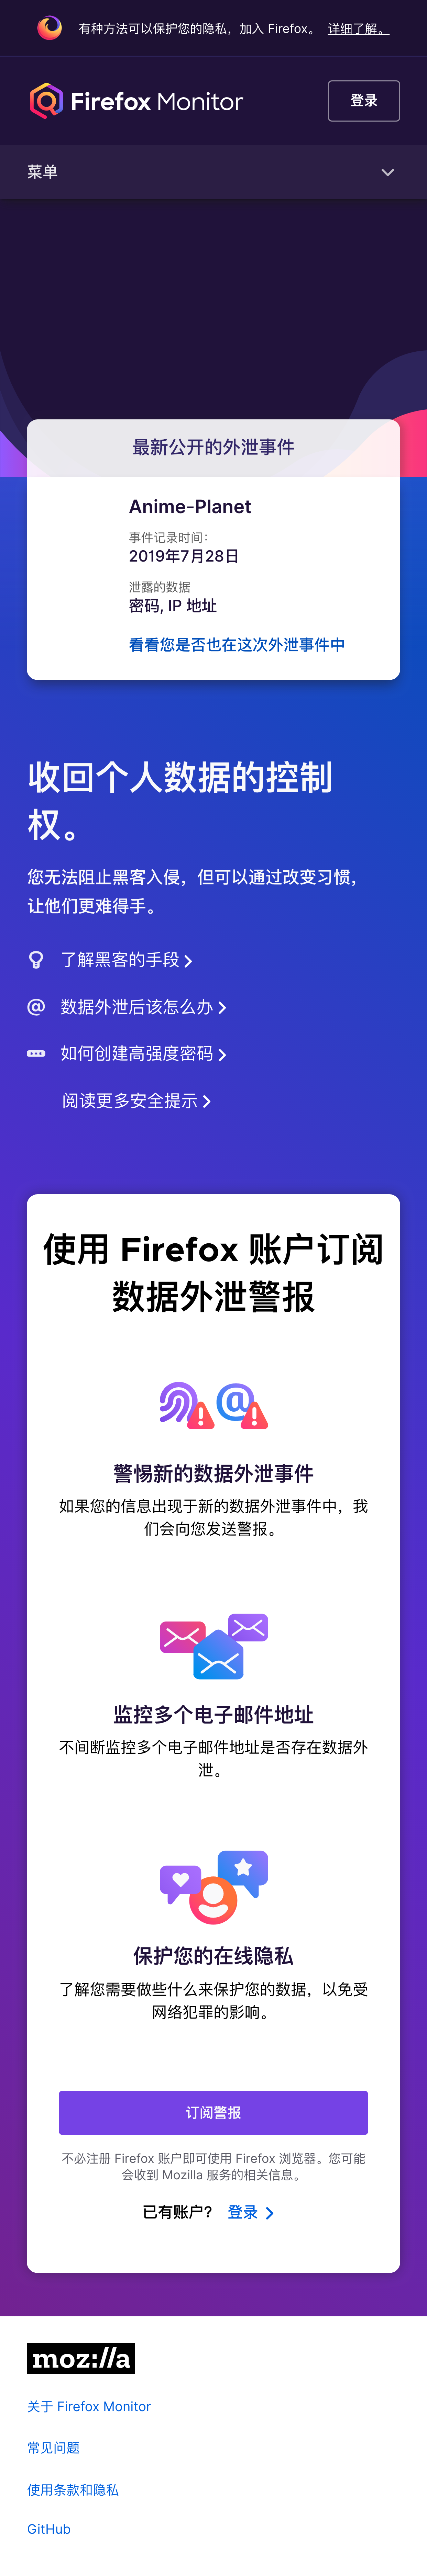 有种方法可以保护您的隐私，加入 Firefox。 详细了解。
Firefox Monitor
登录
菜单
最新公开的外泄事件
Anime-Planet
事件记录时间：
2019年7月28日
泄露的数据
密码, IP 地址
看看您是否也在这次外泄事件中
收回个人数据的控制
权。
您无法阻止黑客入侵，但可以通过改变习惯，
让他们更难得手。
了解黑客的手段
数据外泄后该怎么办
如何创建高强度密码
阅读更多安全提示
使用 Firefox 账户订阅
数据外泄警报
警惕新的数据外泄事件
如果您的信息出现于新的数据外泄事件中，我
们会向您发送警报。
监控多个电子邮件地址
不间断监控多个电子邮件地址是否存在数据外
泄。
保护您的在线隐私
了解您需要做些什么来保护您的数据，以免受
网络犯罪的影响。
订阅警报
不必注册 Firefox 账户即可使用 Firefox 浏览器。您可能
会收到 Mozilla 服务的相关信息。
已有账户？ 登录
moz://a
关于 Firefox Monitor
常见问题
使用条款和隐私
GitHub